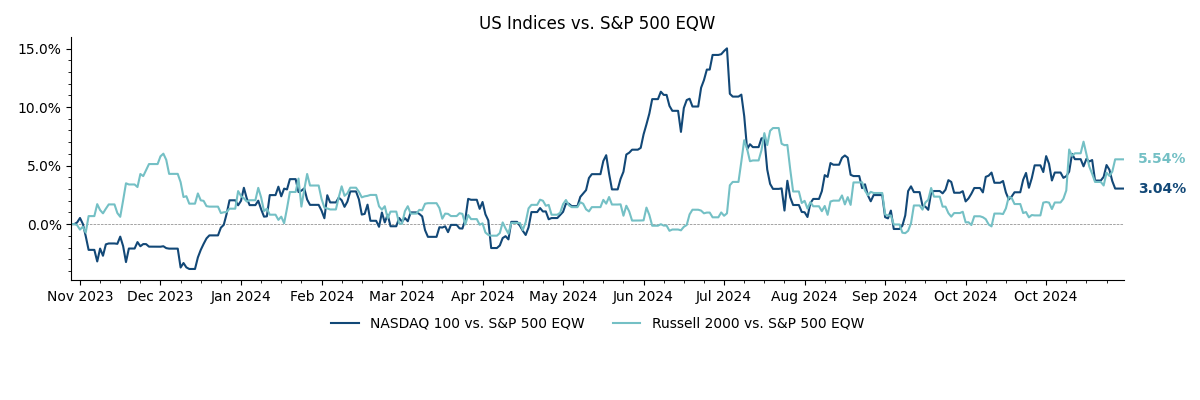 US Indices vs. S&P 500 EQW
15.0%
10.0%
5.0%
0.0%
5.54%
3.04%
Nov 2023 Dec 2023 Jan 2024 Feb 2024 Mar 2024 Apr 2024 May 2024 Jun 2024 Jul 2024 Aug 2024 Sep 2024 Oct 2024 Oct 2024
NASDAQ 100 vs. S&P 500 EQW Russell 2000 vs. S&P 500 EQW